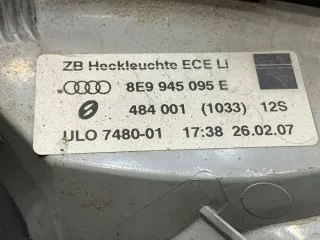 ZB Heckleuchte ECE Li
8E9 945 095 E
484 001 (1033) 12S
ULO 7480-01 17:38 26.02.07